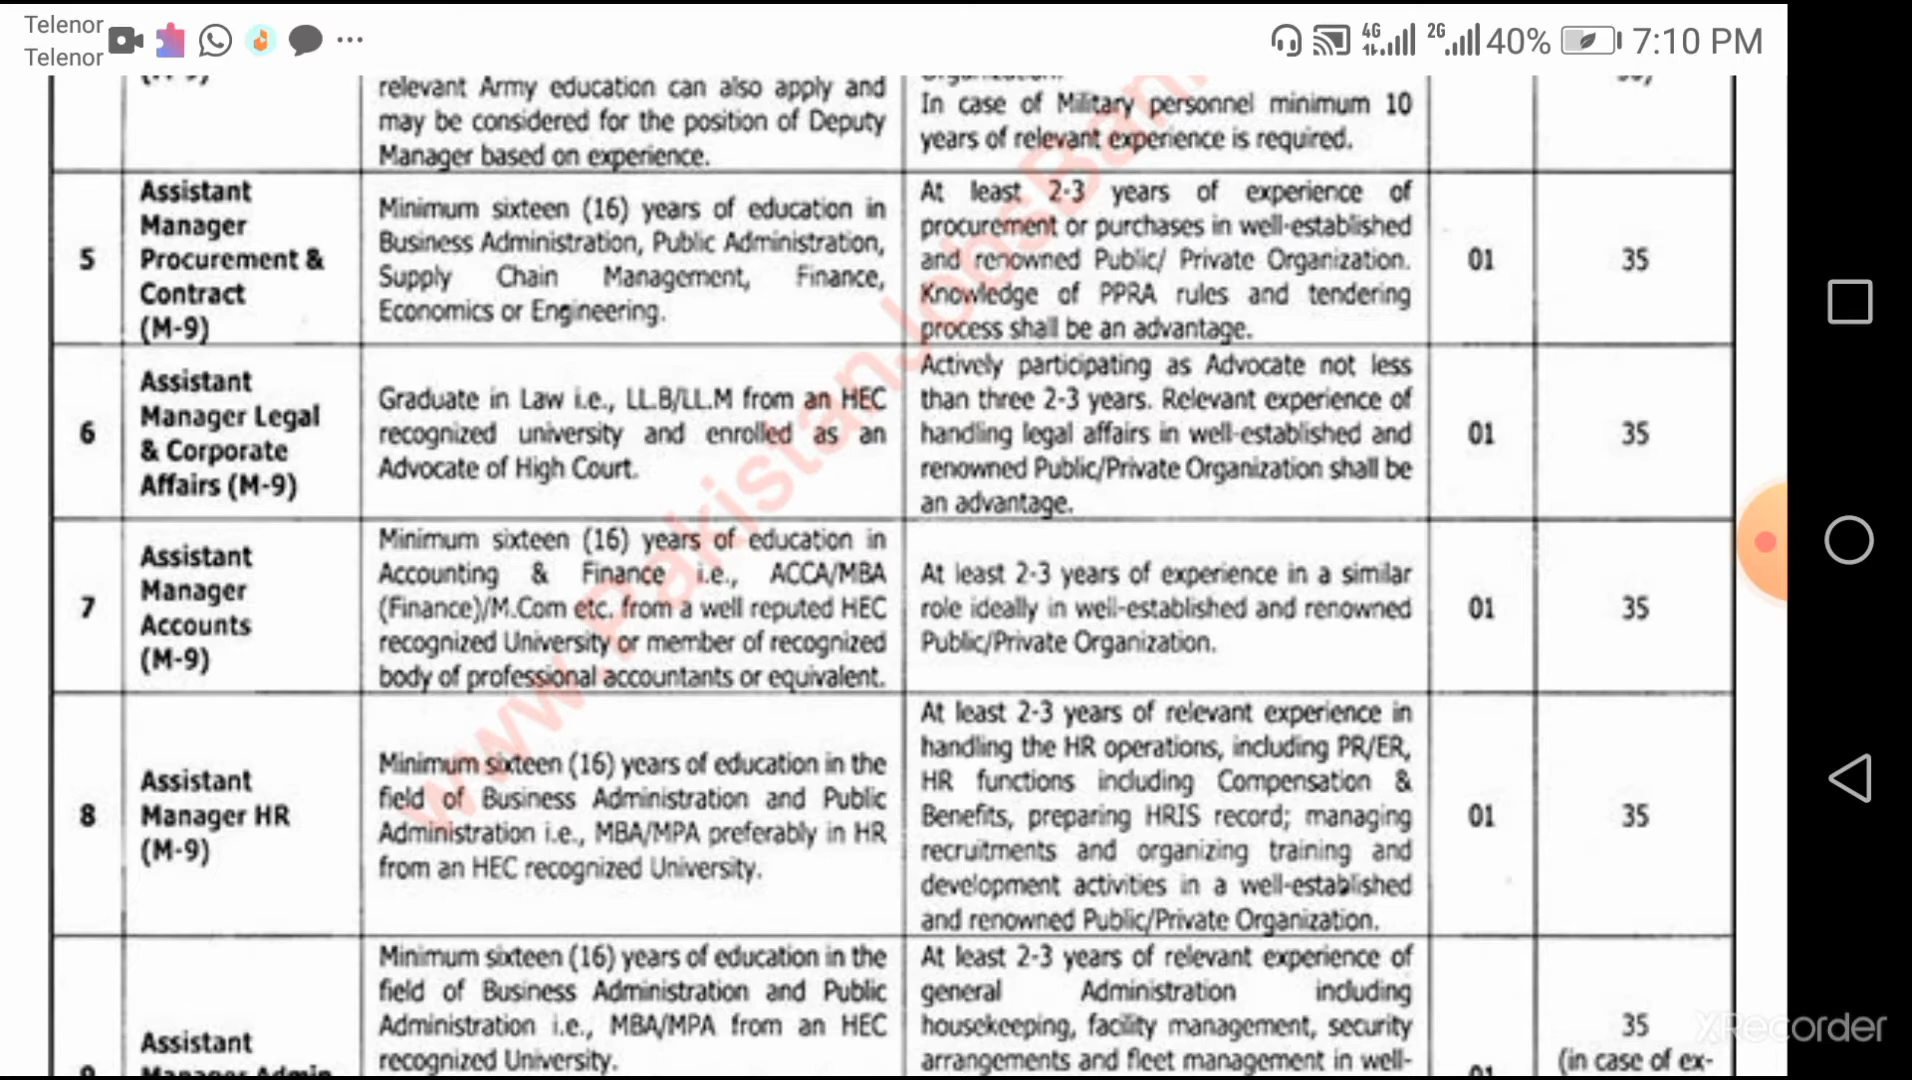 Telenor
Telenor
4G
2G
40%
7:10 PM
relevant Army education can also apply and
may be considered for the position of Deputy
Manager based on experience.
In case of Military personnel minimum 10
years of relevant experience is required.
5
Assistant
Manager
Procurement &
Contract
(M-9)
Minimum sixteen (16) years of education in
Business Administration, Public Administration,
Supply Chain Management, Finance,
Economics or Engineering.
At least 2-3 years of experience of
procurement or purchases in well-established
and renowned Public/ Private Organization.
Knowledge of PPRA rules and tendering
process shall be an advantage.
01
35
6
Assistant
Manager Legal
& Corporate
Affairs (M-9)
Graduate in Law i.e., LL.B/LL.M from an HEC
recognized university and enrolled as an
Advocate of High Court.
Actively participating as Advocate not less
than three 2-3 years. Relevant experience of
handling legal affairs in well-established and
renowned Public/Private Organization shall be
an advantage.
01
35
7
Assistant
Manager
Accounts
(M-9)
Minimum sixteen (16) years of education in
Accounting & Finance i.e., ACCA/MBA
(Finance)/M.Com etc. from a well reputed HEC
recognized University or member of recognized
body of professional accountants or equivalent.
At least 2-3 years of experience in a similar
role ideally in well-established and renowned
Public/Private Organization.
01
35
8
Assistant
Manager HR
(M-9)
Minimum sixteen (16) years of education in the
field of Business Administration and Public
Administration i.e., MBA/MPA preferably in HR
from an HEC recognized University.
At least 2-3 years of relevant experience in
handling the HR operations, including PR/ER,
HR functions including Compensation &
Benefits, preparing HRIS record; managing
recruitments and organizing training and
development activities in a well-established
and renowned Public/Private Organization.
01
35
9
Assistant
Manager Admin
Minimum sixteen (16) years of education in the
field of Business Administration and Public
Administration i.e., MBA/MPA from an HEC
recognized University.
At least 2-3 years of relevant experience of
general Administration including
housekeeping, facility management, security
arrangements and fleet management in well-
01
35
(in case of ex-
www.PakistanJobsBan
XRecorder